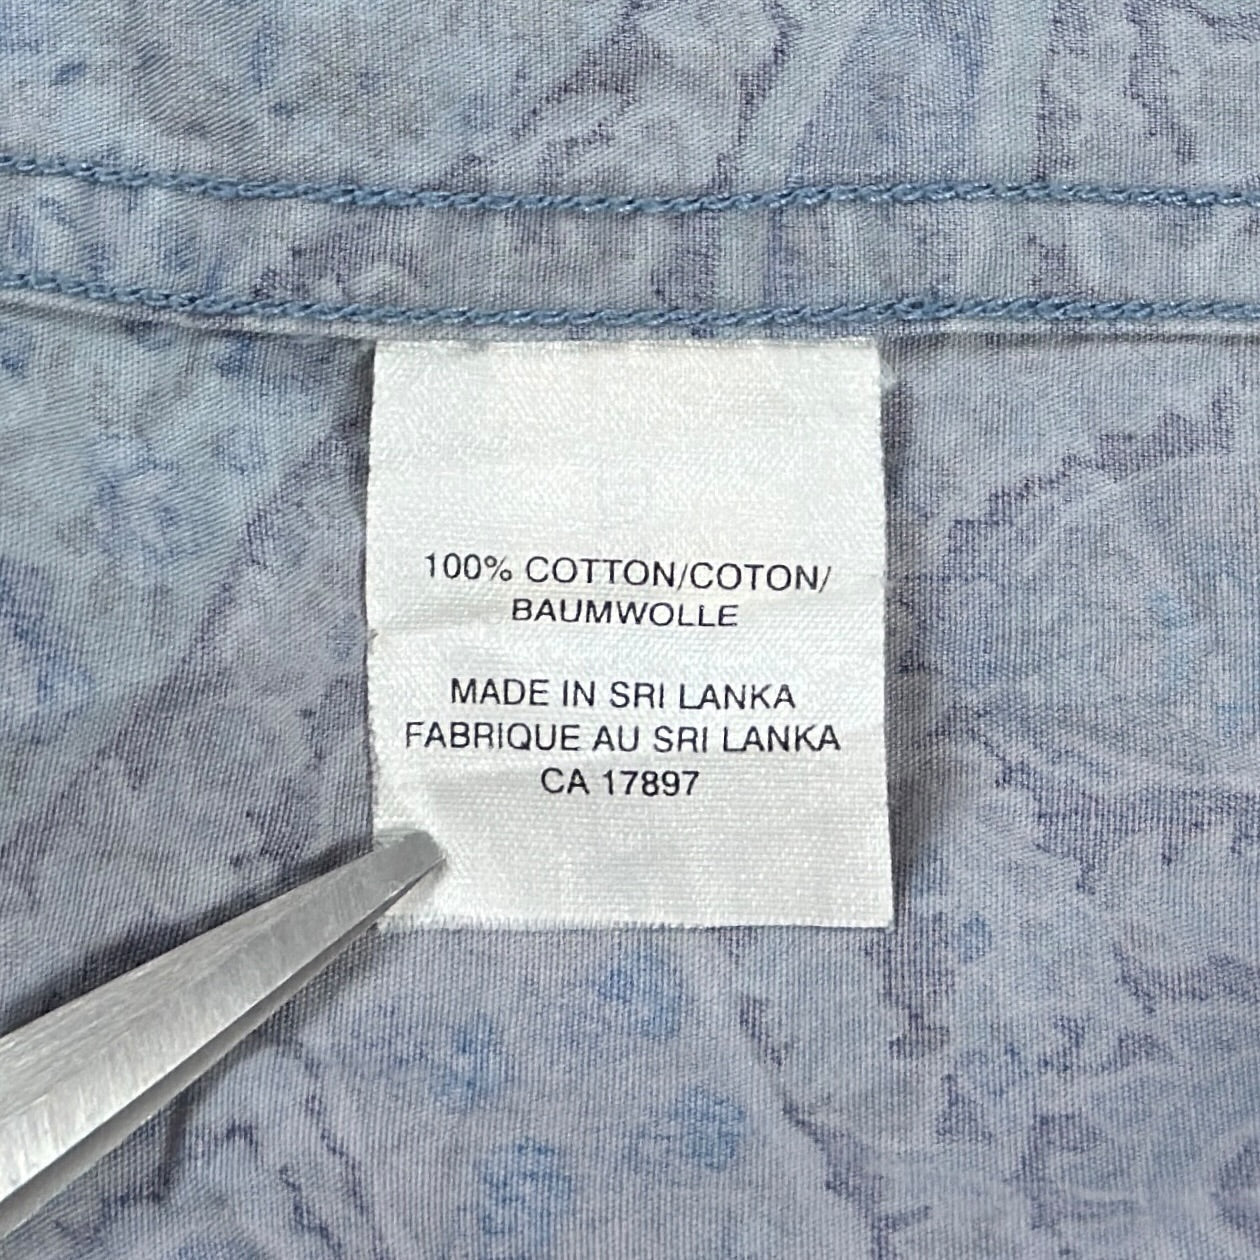 100% COTTON/COTON/
BAUMWOLLE
MADE IN SRI LANKA
FABRIQUE AU SRI LANKA
CA 17897